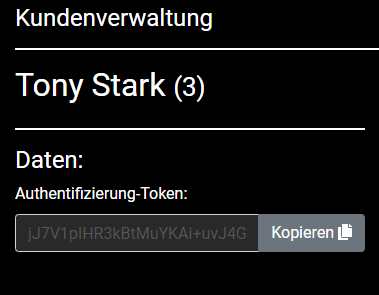 Kundenverwaltung
Tony Stark (3)
Daten:
Authentifizierung-Token:
jJ7V1pIHR3kBtMuYKAi+uvJ4G
Kopieren